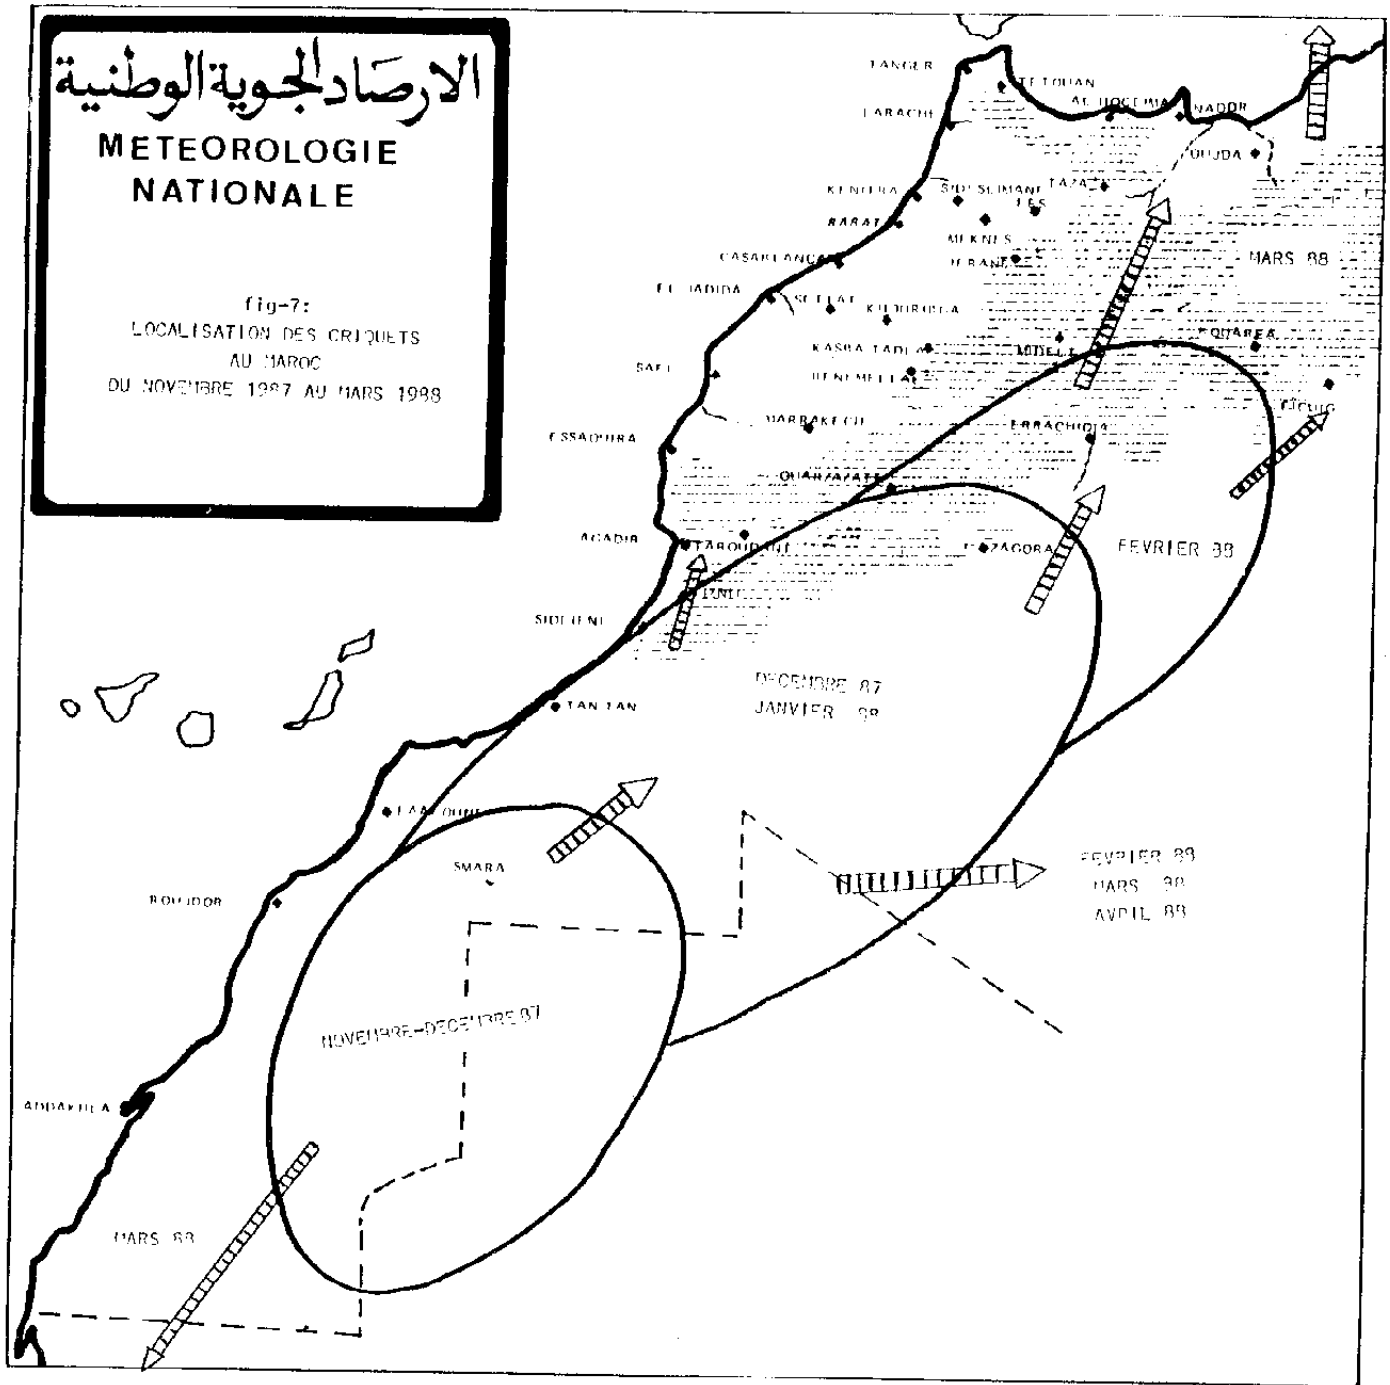 الارصاد الجوية الوطنية
METEOROLOGIE
NATIONALE
fig-7:
LOCALISATION DES CRIQUETS
AU MAROC
DU NOVEMBRE 1987 AU MARS 1988
TANGER
TETOUAN
AL HOCEIMA
NADOR
LARACHE
OUJDA
KENITRA
SIDI SLIMANE
TAZA
FES
RABAT
MEKNES
IFRANE
CASABLANCA
MARS 88
EL JADIDA
SETTAT
KHOURIBGA
BOUARFA
KASBA TADLA
MIDELT
SAFI
BENI MELLAL
FIGUIG
MARRAKECH
ERRACHIDIA
ESSAOUIRA
OUARZAZATE
AGADIR
TAROUDANT
ZAGORA
FEVRIER 88
SIDI IFNI
DECEMBRE 87
JANVIER 88
TAN TAN
LAAYOUNE
SMARA
FEVRIER 88
MARS 88
AVRIL 88
BOUJDOR
NOVEMBRE-DECEMBRE 87
ADDAKHLA
MARS 88